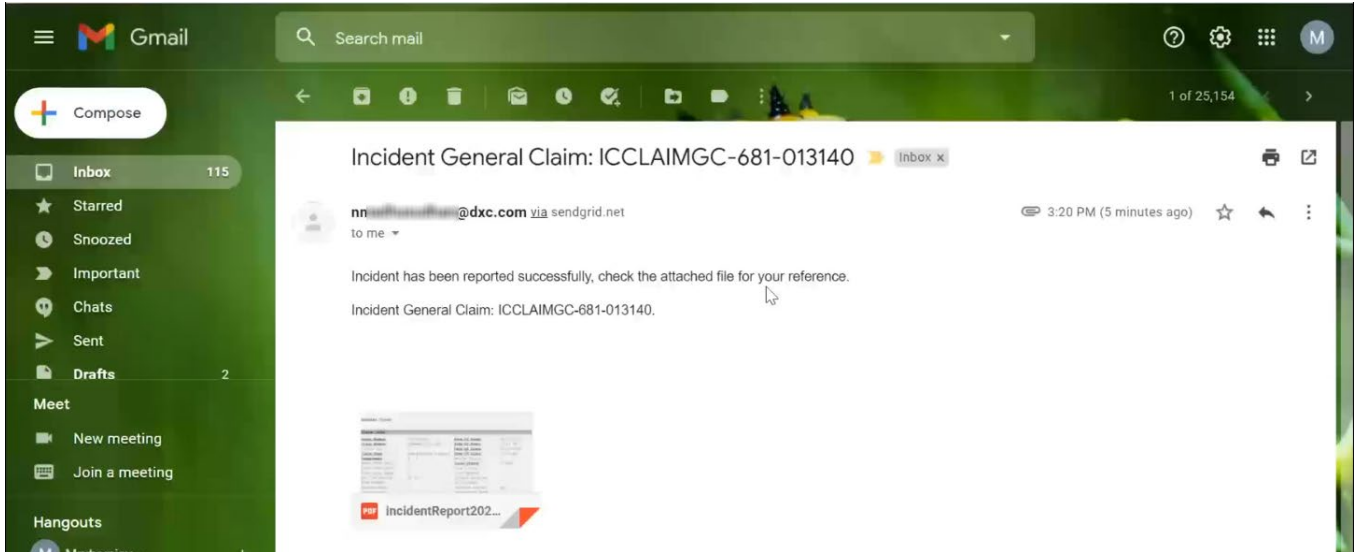 Gmail
Search mail
M
Compose
1 of 25,154
Inbox 115
Starred
Snoozed
Important
Chats
Sent
Drafts 2
Meet
New meeting
Join a meeting
Hangouts
Incident General Claim: ICCLAIMGC-681-013140 Inbox x
@dxc.com via sendgrid.net 3:20 PM (5 minutes ago)
to me
Incident has been reported successfully, check the attached file for your reference.
Incident General Claim: ICCLAIMGC-681-013140.
PDF incidentReport202...